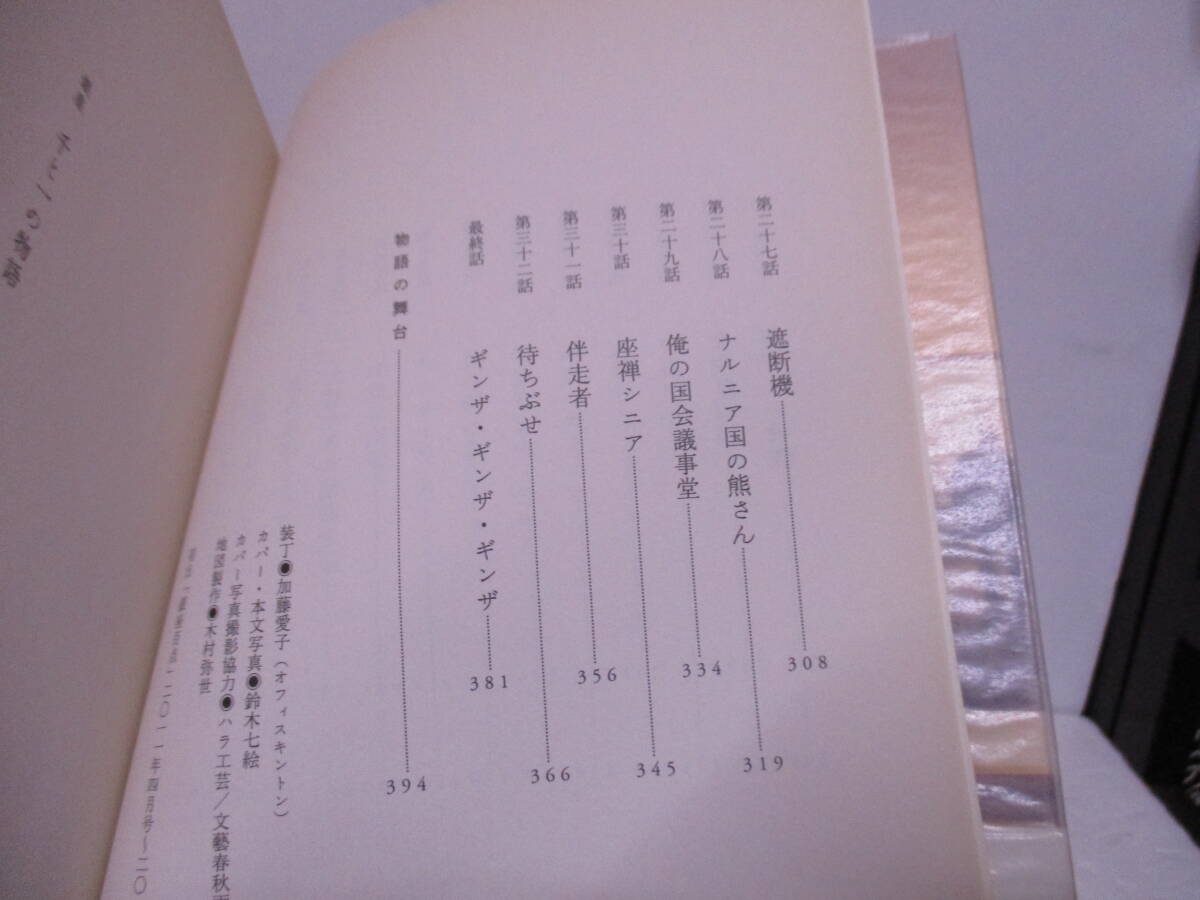 第二十七話 遮断機 308
第二十八話 ナルニア国の熊さん 319
第二十九話 俺の国会議事堂 334
第三十話 座禅シニア 345
第三十一話 伴走者 356
第三十二話 待ちぶせ 366
最終話 ギンザ・ギンザ・ギンザ 381
物語の舞台 394
装丁◉加藤愛子(オフィスキントン)
カバー・本文写真◉鈴木七絵
カバー写真撮影協力◉ハラ工芸/文藝春秋
地図製作◉木村弥世
二〇一一年四月号〜二〇
の物語